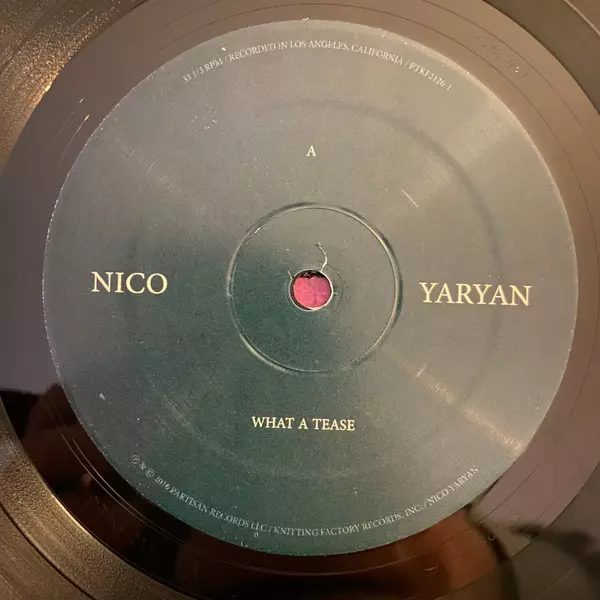 33 1/3 RPM / RECORDED IN LOS ANGELES, CALIFORNIA / PTKF2126-1
A
NICO
YARYAN
WHAT A TEASE
℗ & © 2016 PARTISAN RECORDS LLC / KNITTING FACTORY RECORDS, INC. / NICO YARYAN